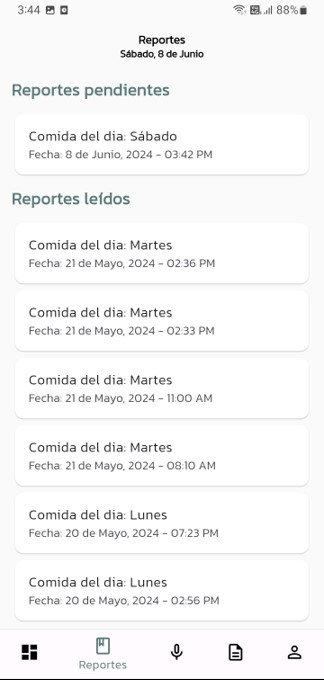 3:44
88%
Reportes
Sábado, 8 de Junio
Reportes pendientes
Comida del dia: Sábado
Fecha: 8 de Junio, 2024 - 03:42 PM
Reportes leídos
Comida del dia: Martes
Fecha: 21 de Mayo, 2024 - 02:36 PM
Comida del dia: Martes
Fecha: 21 de Mayo, 2024 - 02:33 PM
Comida del dia: Martes
Fecha: 21 de Mayo, 2024 - 11:00 AM
Comida del dia: Martes
Fecha: 21 de Mayo, 2024 - 08:10 AM
Comida del dia: Lunes
Fecha: 20 de Mayo, 2024 - 07:23 PM
Comida del dia: Lunes
Fecha: 20 de Mayo, 2024 - 02:56 PM
Reportes